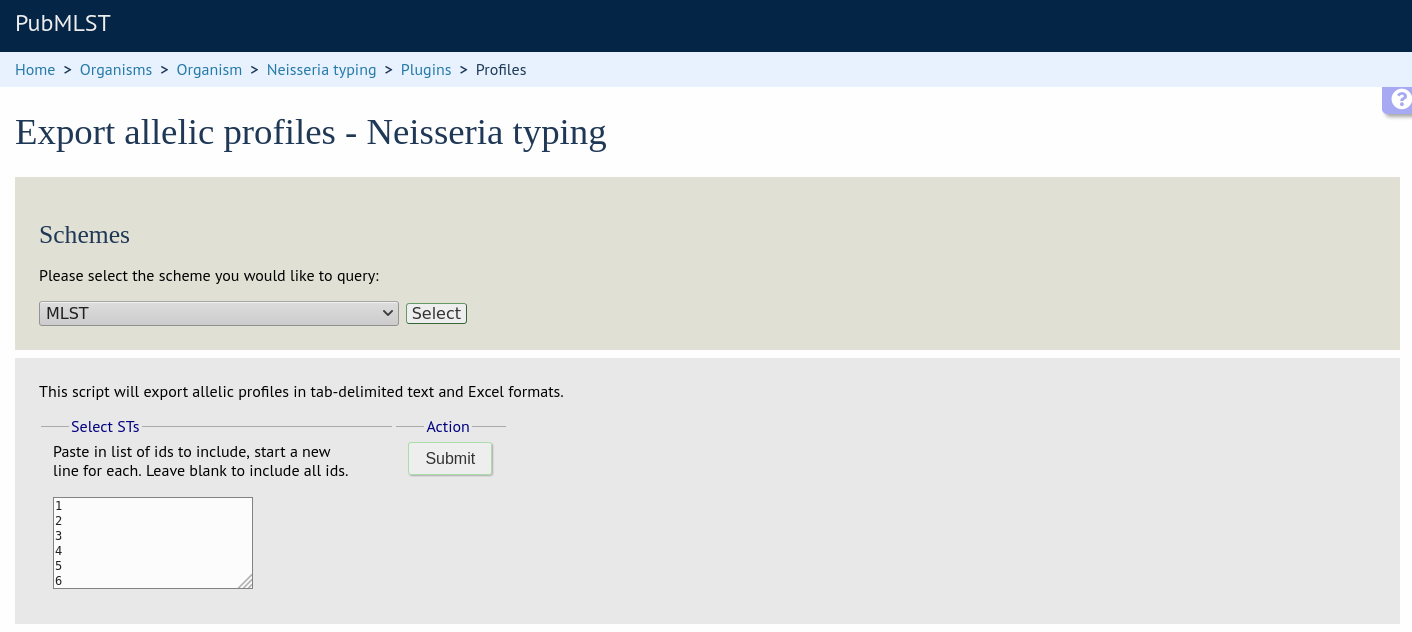 PubMLST
Home > Organisms > Organism > Neisseria typing > Plugins > Profiles
Export allelic profiles - Neisseria typing
Schemes
Please select the scheme you would like to query:
MLST Select
This script will export allelic profiles in tab-delimited text and Excel formats.
Select STs Action
Paste in list of ids to include, start a new
line for each. Leave blank to include all ids.
Submit
1
2
3
4
5
6